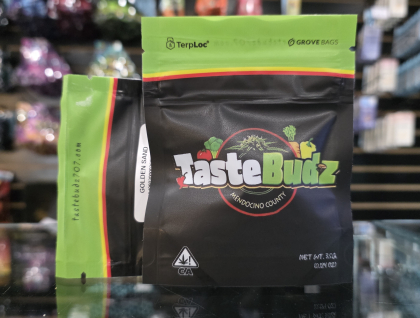 TerpLoc®
GROVE BAGS
tastebudz707.com
GOLDEN SAND
TasteBudz
MENDOCINO COUNTY
CA
NET WT. 3.5G